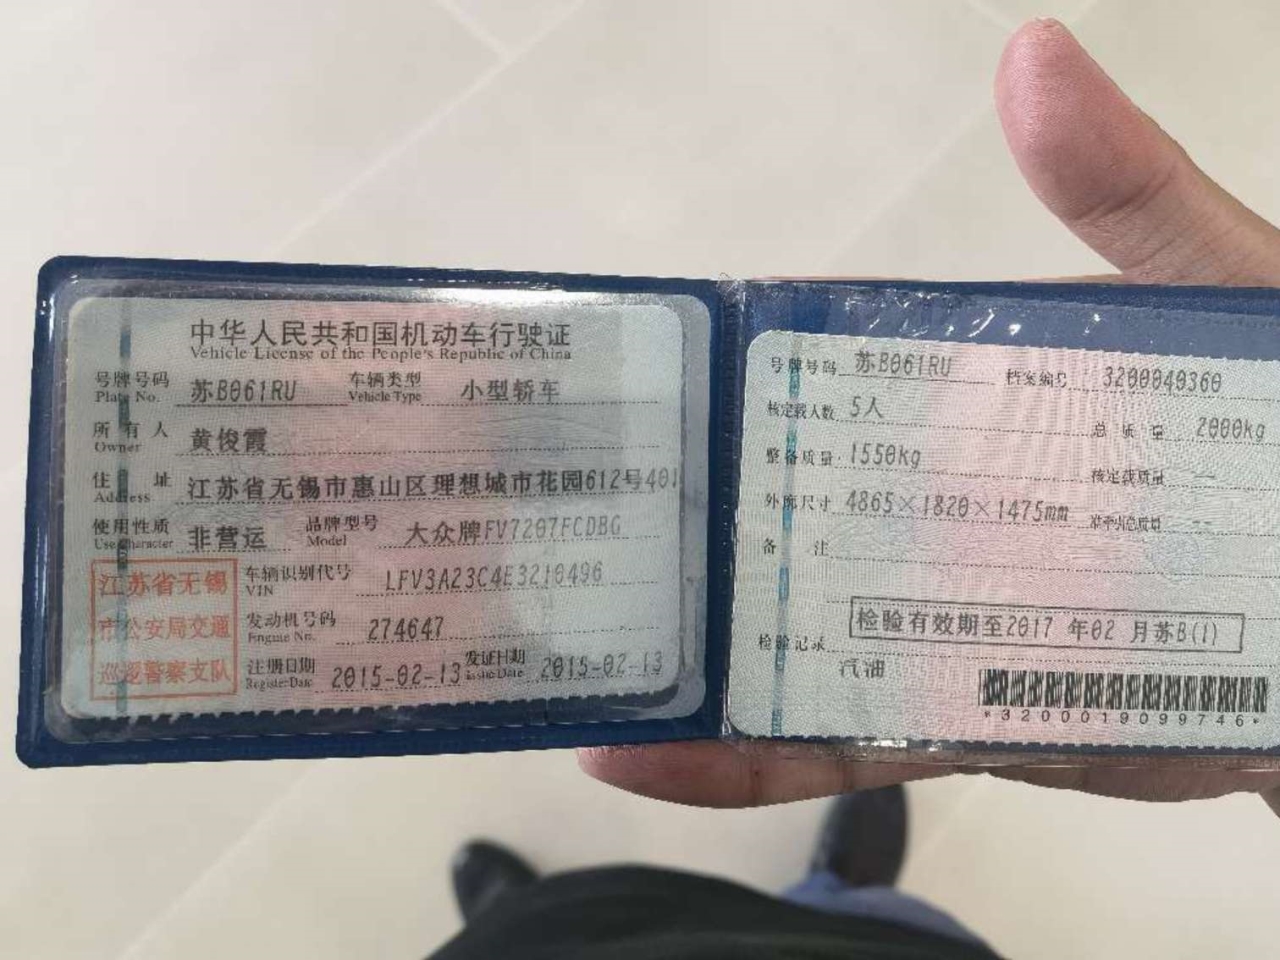 中华人民共和国机动车行驶证
Vehicle License of the People's Republic of China
号牌号码 Plate No. 苏B061RU 车辆类型 Vehicle Type 小型轿车
所有人 Owner 黄俊霞
住址 Address 江苏省无锡市惠山区理想城市花园612号401
使用性质 Use Character 非营运 品牌型号 Model 大众牌FV7207FCDBG
江苏省无锡
市公安局交通
巡逻警察支队
车辆识别代号 VIN LFV3A23C4E3210496
发动机号码 Engine No. 274647
注册日期 Register Date 2015-02-13 发证日期 Issue Date 2015-02-13
号牌号码 苏B061RU 档案编号 3200040360
核定载人数 5人 总质量 2000kg
整备质量 1550kg 核定载质量 --
外廓尺寸 4865×1820×1475mm 准牵引总质量 --
备注
检验记录 检验有效期至2017年02月苏B(1)
汽油
*3200019099746*